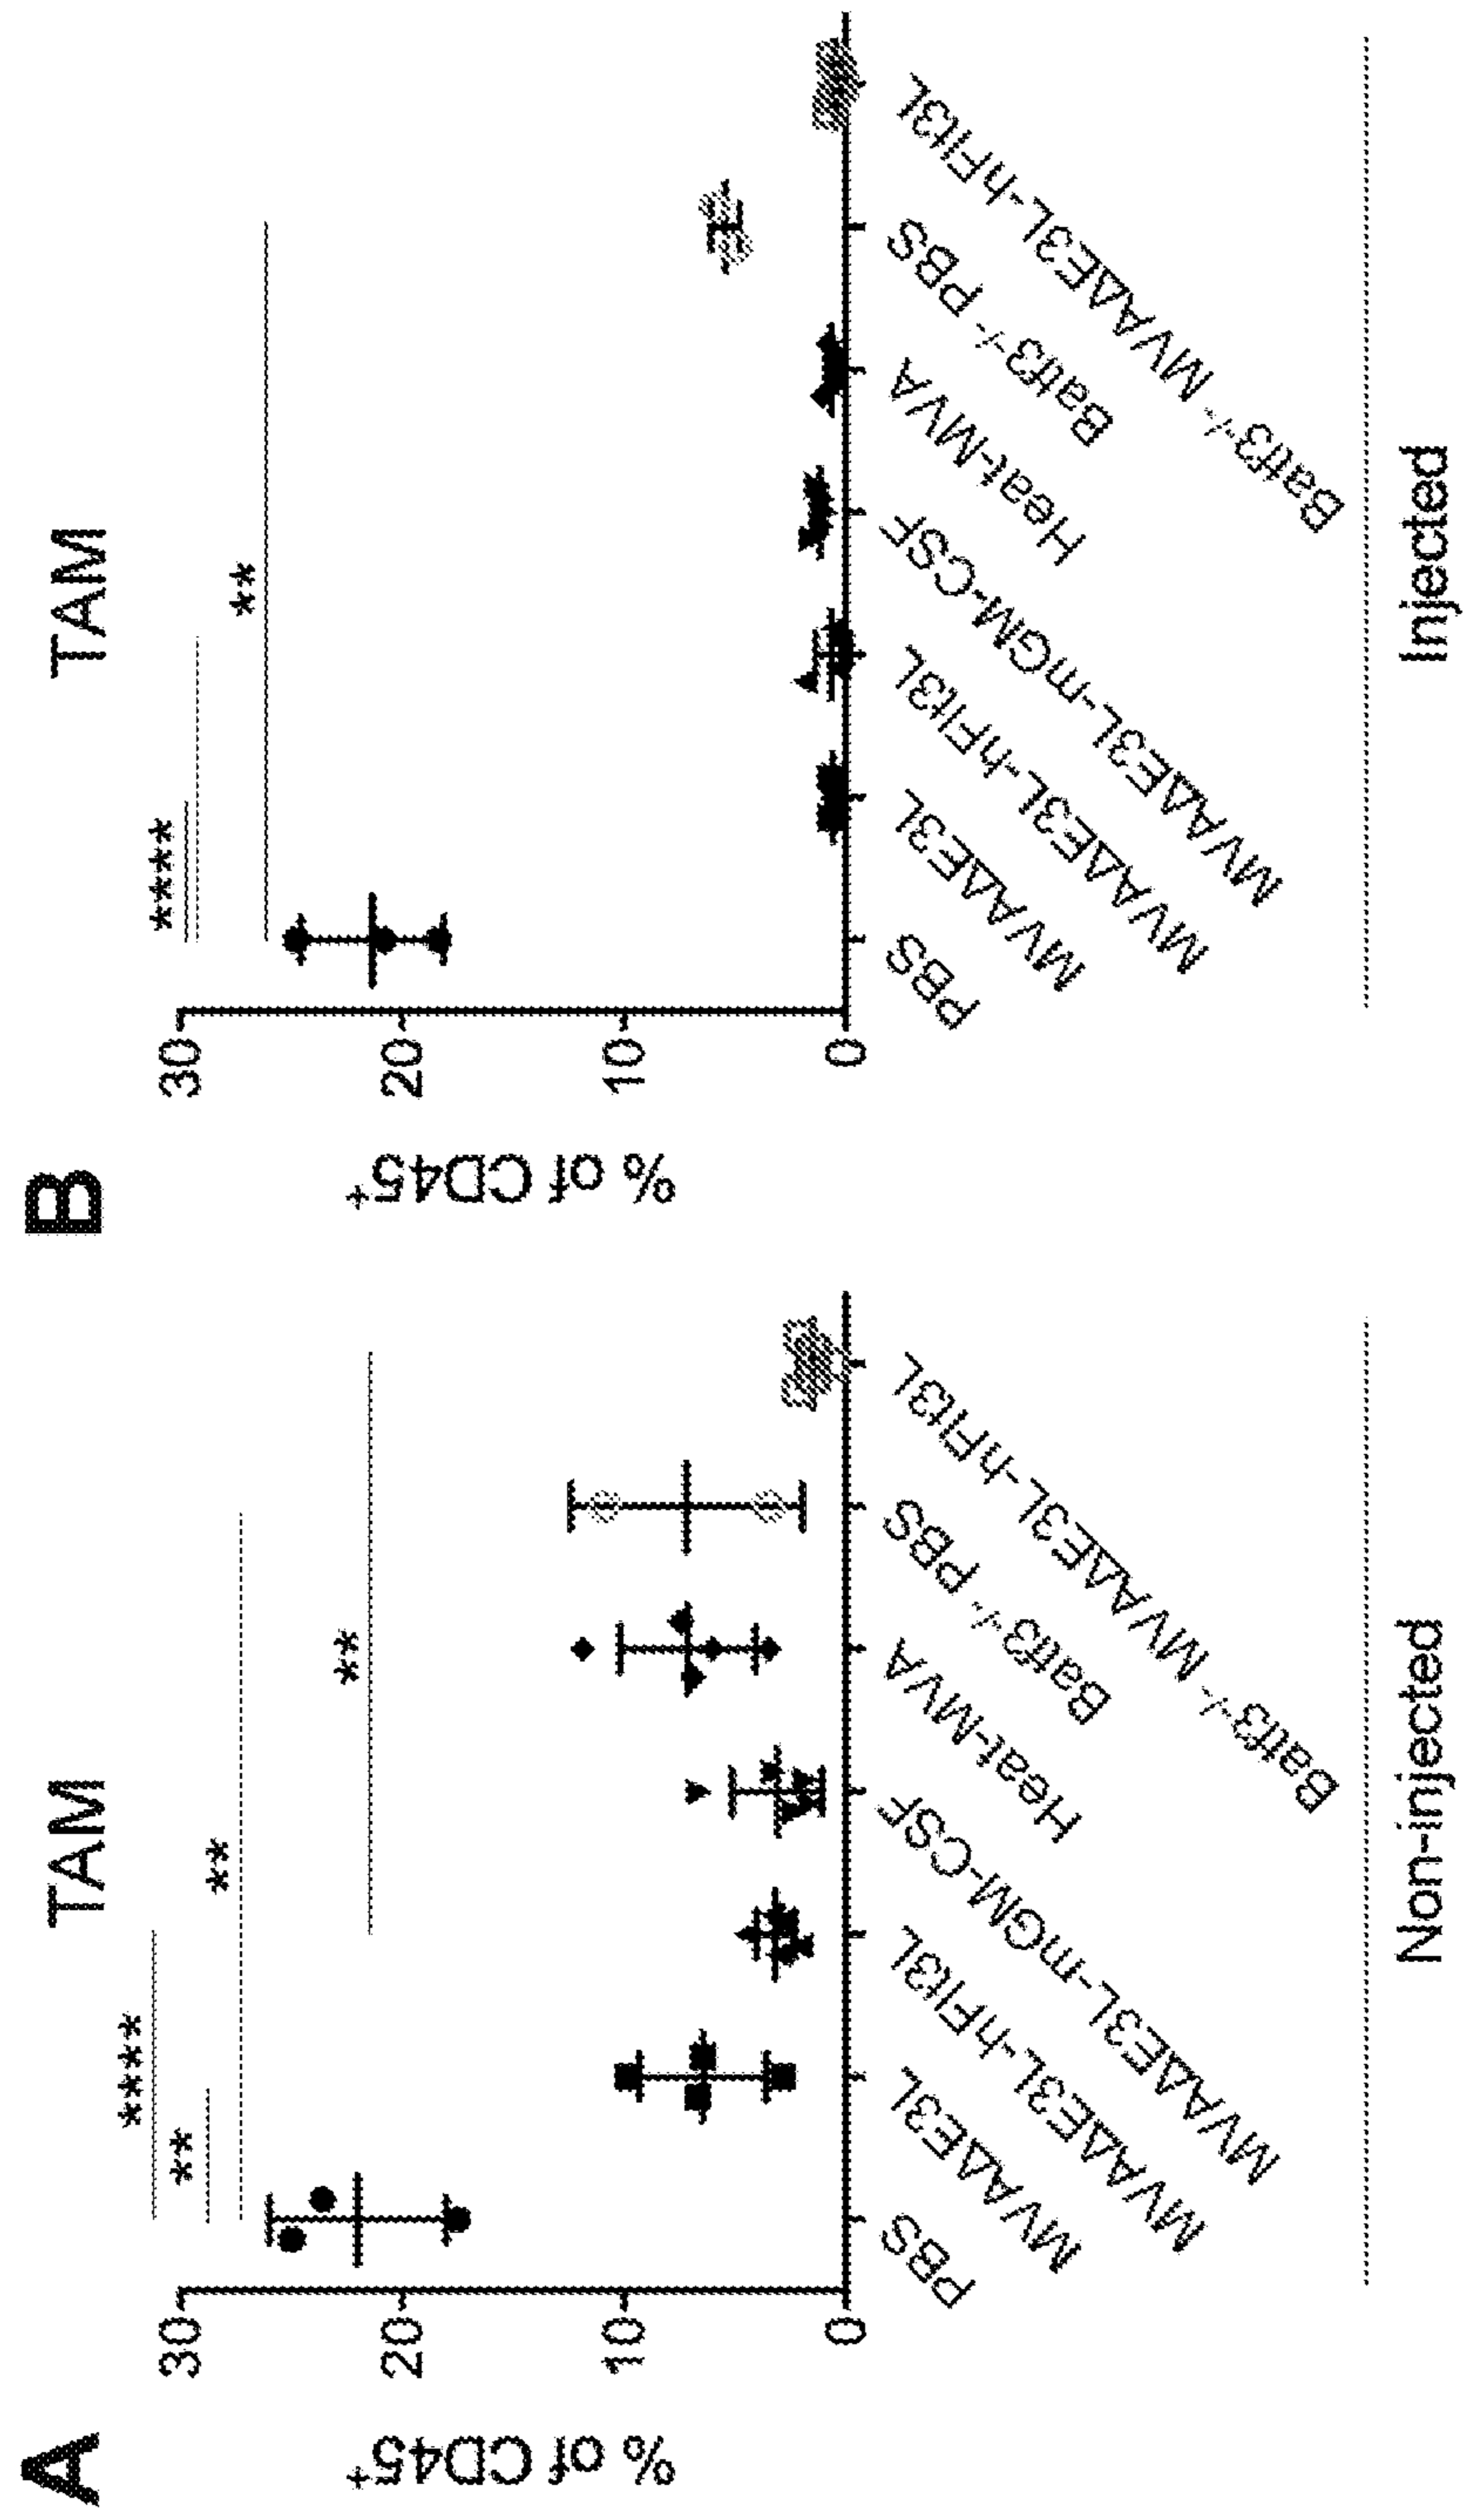 A
TAM
****
**
**
**
% of CD45+
30
20
10
0
PBS
MVAΔE3L
MVAΔE3L-hFlt3L
MVAΔE3L-mGM-CSF
Heat-MVA
Batf3-/- PBS
Batf3-/- MVAΔE3L-hFlt3L
Non-injected
B
TAM
****
**
% of CD45+
30
20
10
0
PBS
MVAΔE3L
MVAΔE3L-hFlt3L
MVAΔE3L-mGM-CSF
Heat-MVA
Batf3-/- PBS
Batf3-/- MVAΔE3L-hFlt3L
Injected